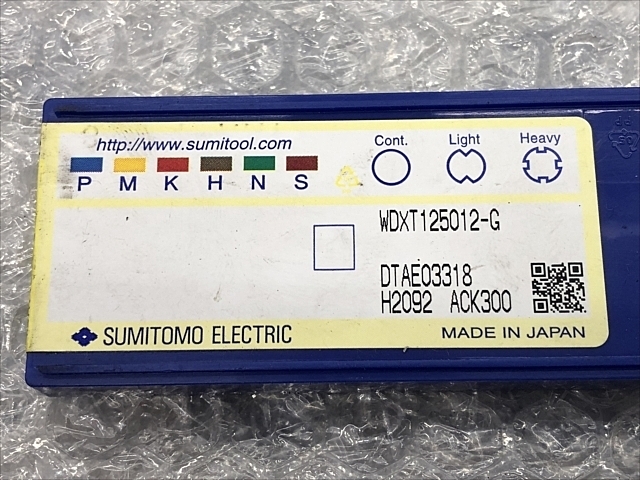 http://www.sumitool.com
Cont. Light Heavy
P M K H N S
WDXT125012-G
DTAE03318
H2092 ACK300
SUMITOMO ELECTRIC
MADE IN JAPAN